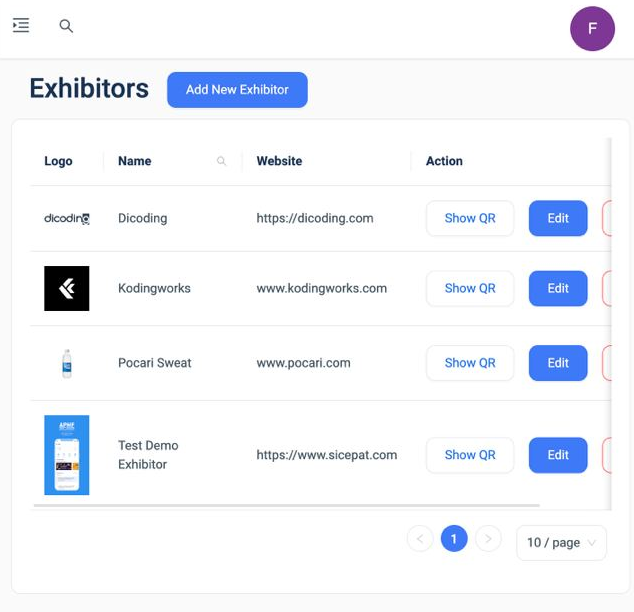 F
Exhibitors
Add New Exhibitor
Logo Name Website Action
dicoding Dicoding https://dicoding.com Show QR Edit
Kodingworks www.kodingworks.com Show QR Edit
Pocari Sweat www.pocari.com Show QR Edit
Test Demo
Exhibitor https://www.sicepat.com Show QR Edit
1 10 / page